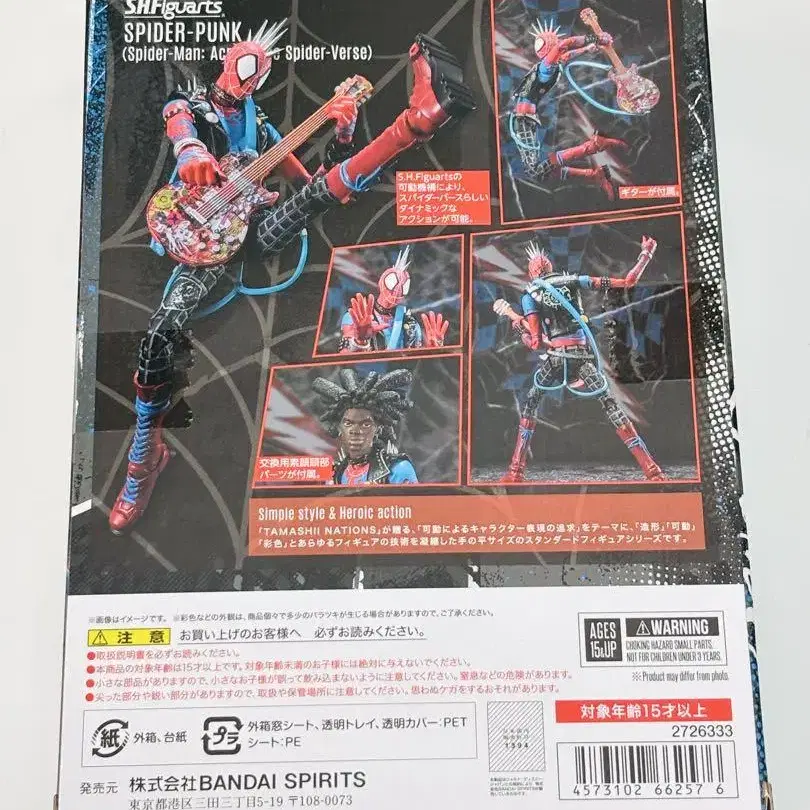 S.H.Figuarts
SPIDER-PUNK
(Spider-Man: Spider-Verse)
S.H.Figuartsの
可動機構により、
スパイダーバースらしい
ダイナミックな
アクションが可能。
ギターが付属。
交換用素顔頭部
パーツが付属。
Simple style & Heroic action
「TAMASHII NATIONS」が贈る、「可動によるキャラクター表現の追求」をテーマに、「造形」「可動」
「彩色」とあらゆるフィギュアの技術を凝縮した手の平サイズのスタンダードフィギュアシリーズです。
※画像はイメージです。 ※彩色などの外観は、商品個々で多少のバラツキが生じる場合がありますので、ご了承ください。
注意 お買い上げのお客様へ 必ずお読みください。
●取扱説明書を必ずお読みください。
●本商品の対象年齢は15才以上です。対象年齢未満のお子様には絶対に与えないでください。
●小さな部品がありますので、小さなお子様が誤って飲み込まないように注意してください。窒息などの危険があります。
●尖った部分や鋭い部分がありますので、取扱や保管場所に注意してください。思わぬケガをするおそれがあります。
AGES
15&UP
WARNING
CHOKING HAZARD Small parts.
Not for children under 3 years.
※Product may differ from photo.
紙 外箱、台紙
プラ 外箱窓シート、透明トレイ、透明カバー:PET
シート:PE
1394
対象年齢15才以上
2726333
4573102 66257 6
発売元 株式会社BANDAI SPIRITS
東京都港区三田三丁目5-19 〒108-0073